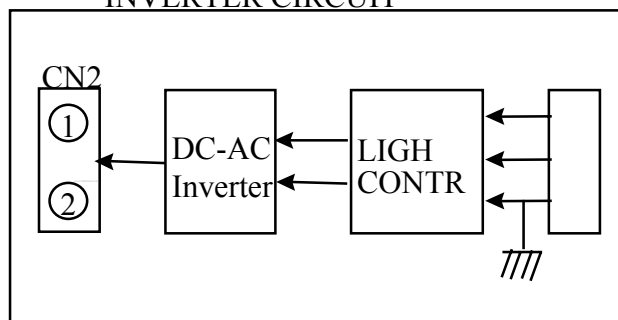 INVERTER CIRCUIT
CN2
1
2
DC-AC
Inverter
LIGH
CONTR